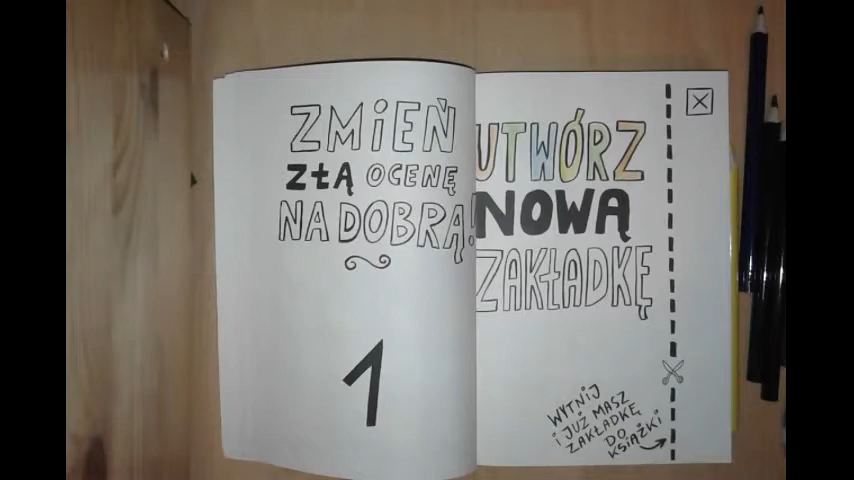 ZMiEŃ
ZŁĄ OCENĘ
NA DOBRĄ!
1
UTWÓRZ
NOWĄ
ZAKŁADKĘ
WYTNIJ
i JUŻ MASZ
ZAKŁADKĘ
DO
KSIĄŻKI